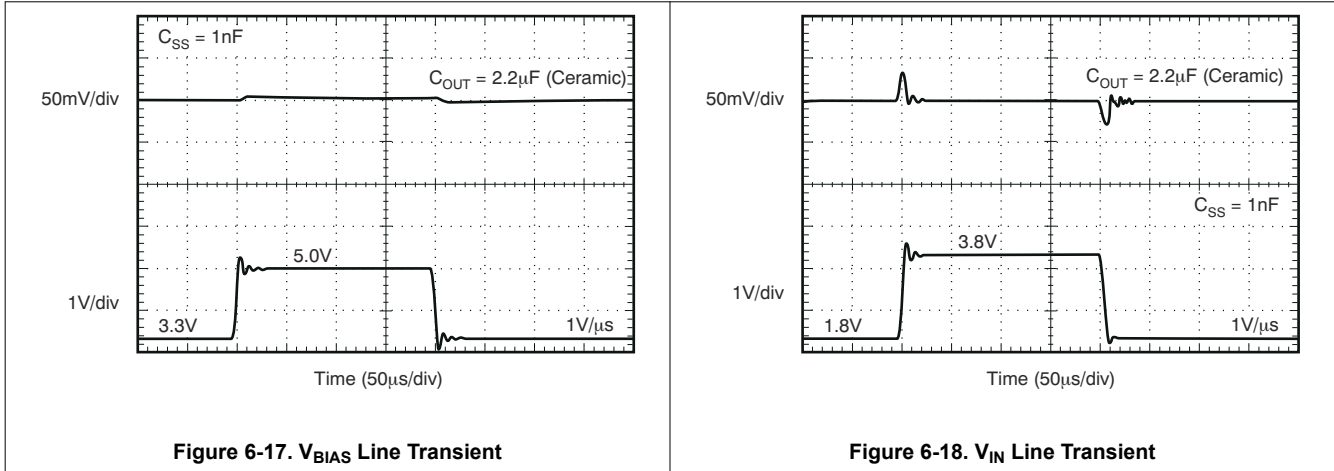 C_SS = 1nF
C_OUT = 2.2μF (Ceramic)
50mV/div
5.0V
1V/div
3.3V
1V/μs
Time (50μs/div)
Figure 6-17. V_BIAS Line Transient
C_OUT = 2.2μF (Ceramic)
50mV/div
C_SS = 1nF
3.8V
1V/div
1.8V
1V/μs
Time (50μs/div)
Figure 6-18. V_IN Line Transient